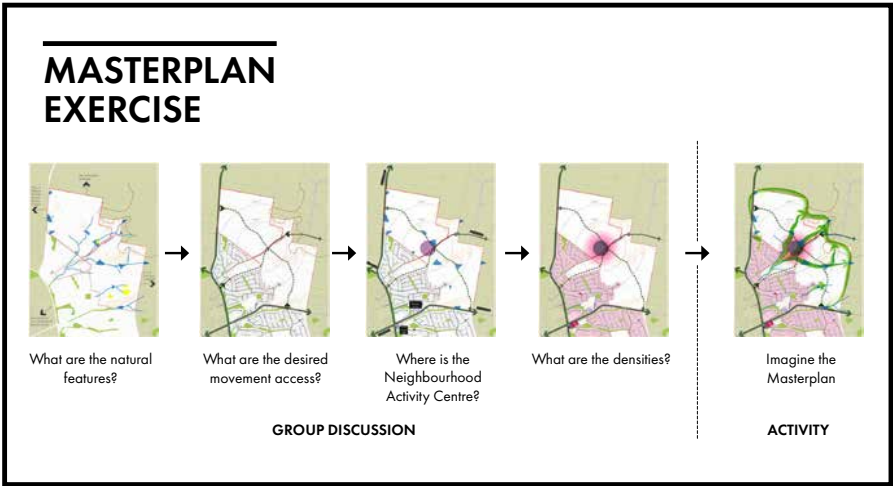 MASTERPLAN
EXERCISE
What are the natural
features?
What are the desired
movement access?
Where is the
Neighbourhood
Activity Centre?
What are the densities?
Imagine the
Masterplan
GROUP DISCUSSION
ACTIVITY